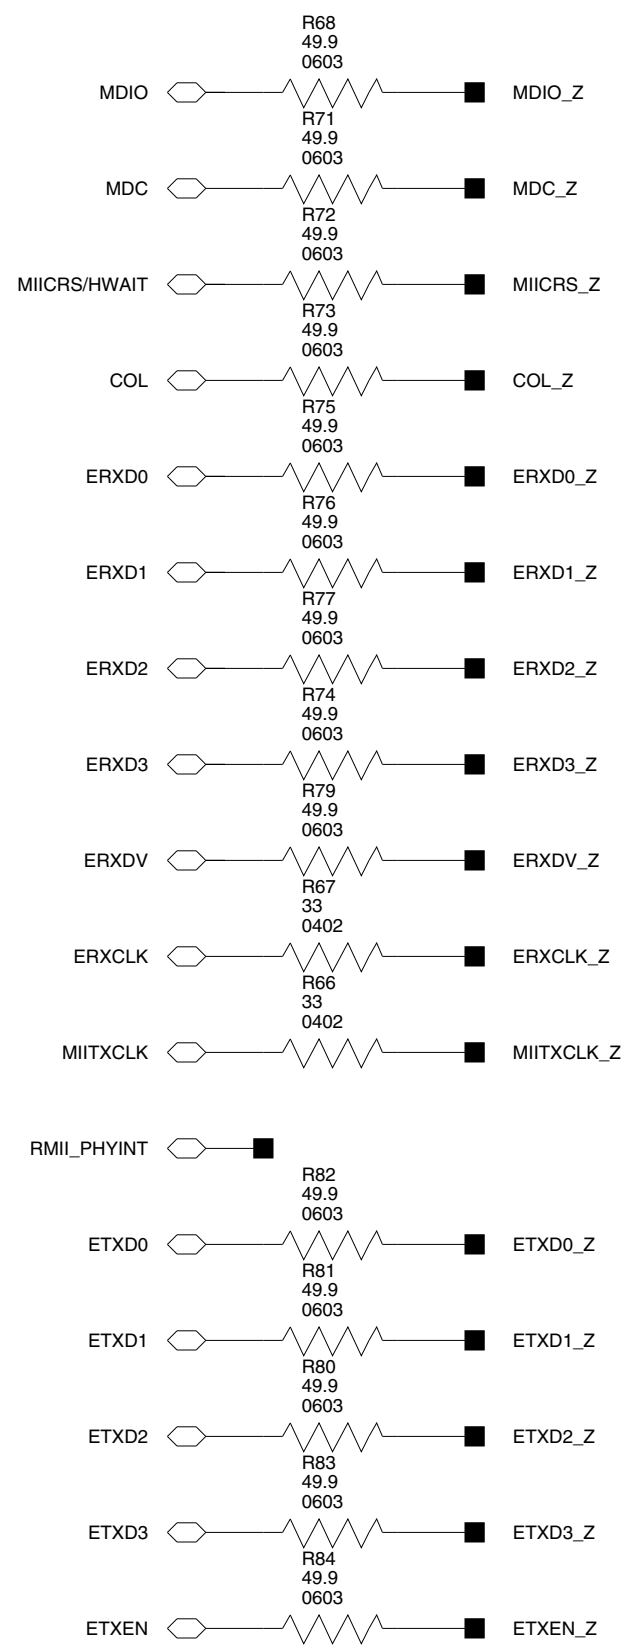 R68
49.9
0603
MDIO MDIO_Z
R71
49.9
0603
MDC MDC_Z
R72
49.9
0603
MIICRS/HWAIT MIICRS_Z
R73
49.9
0603
COL COL_Z
R75
49.9
0603
ERXD0 ERXD0_Z
R76
49.9
0603
ERXD1 ERXD1_Z
R77
49.9
0603
ERXD2 ERXD2_Z
R74
49.9
0603
ERXD3 ERXD3_Z
R79
49.9
0603
ERXDV ERXDV_Z
R67
33
0402
ERXCLK ERXCLK_Z
R66
33
0402
MIITXCLK MIITXCLK_Z
RMII_PHYINT
R82
49.9
0603
ETXD0 ETXD0_Z
R81
49.9
0603
ETXD1 ETXD1_Z
R80
49.9
0603
ETXD2 ETXD2_Z
R83
49.9
0603
ETXD3 ETXD3_Z
R84
49.9
0603
ETXEN ETXEN_Z